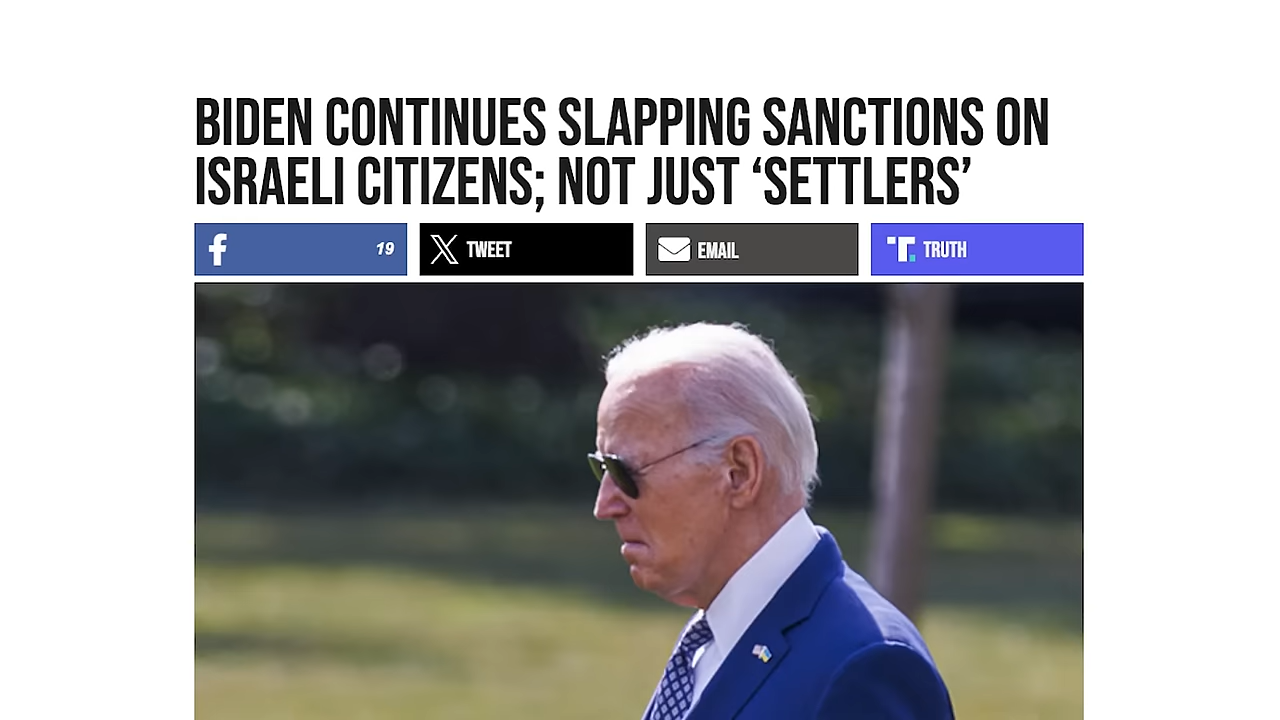 BIDEN CONTINUES SLAPPING SANCTIONS ON
ISRAELI CITIZENS; NOT JUST ‘SETTLERS’
19
TWEET
EMAIL
TRUTH